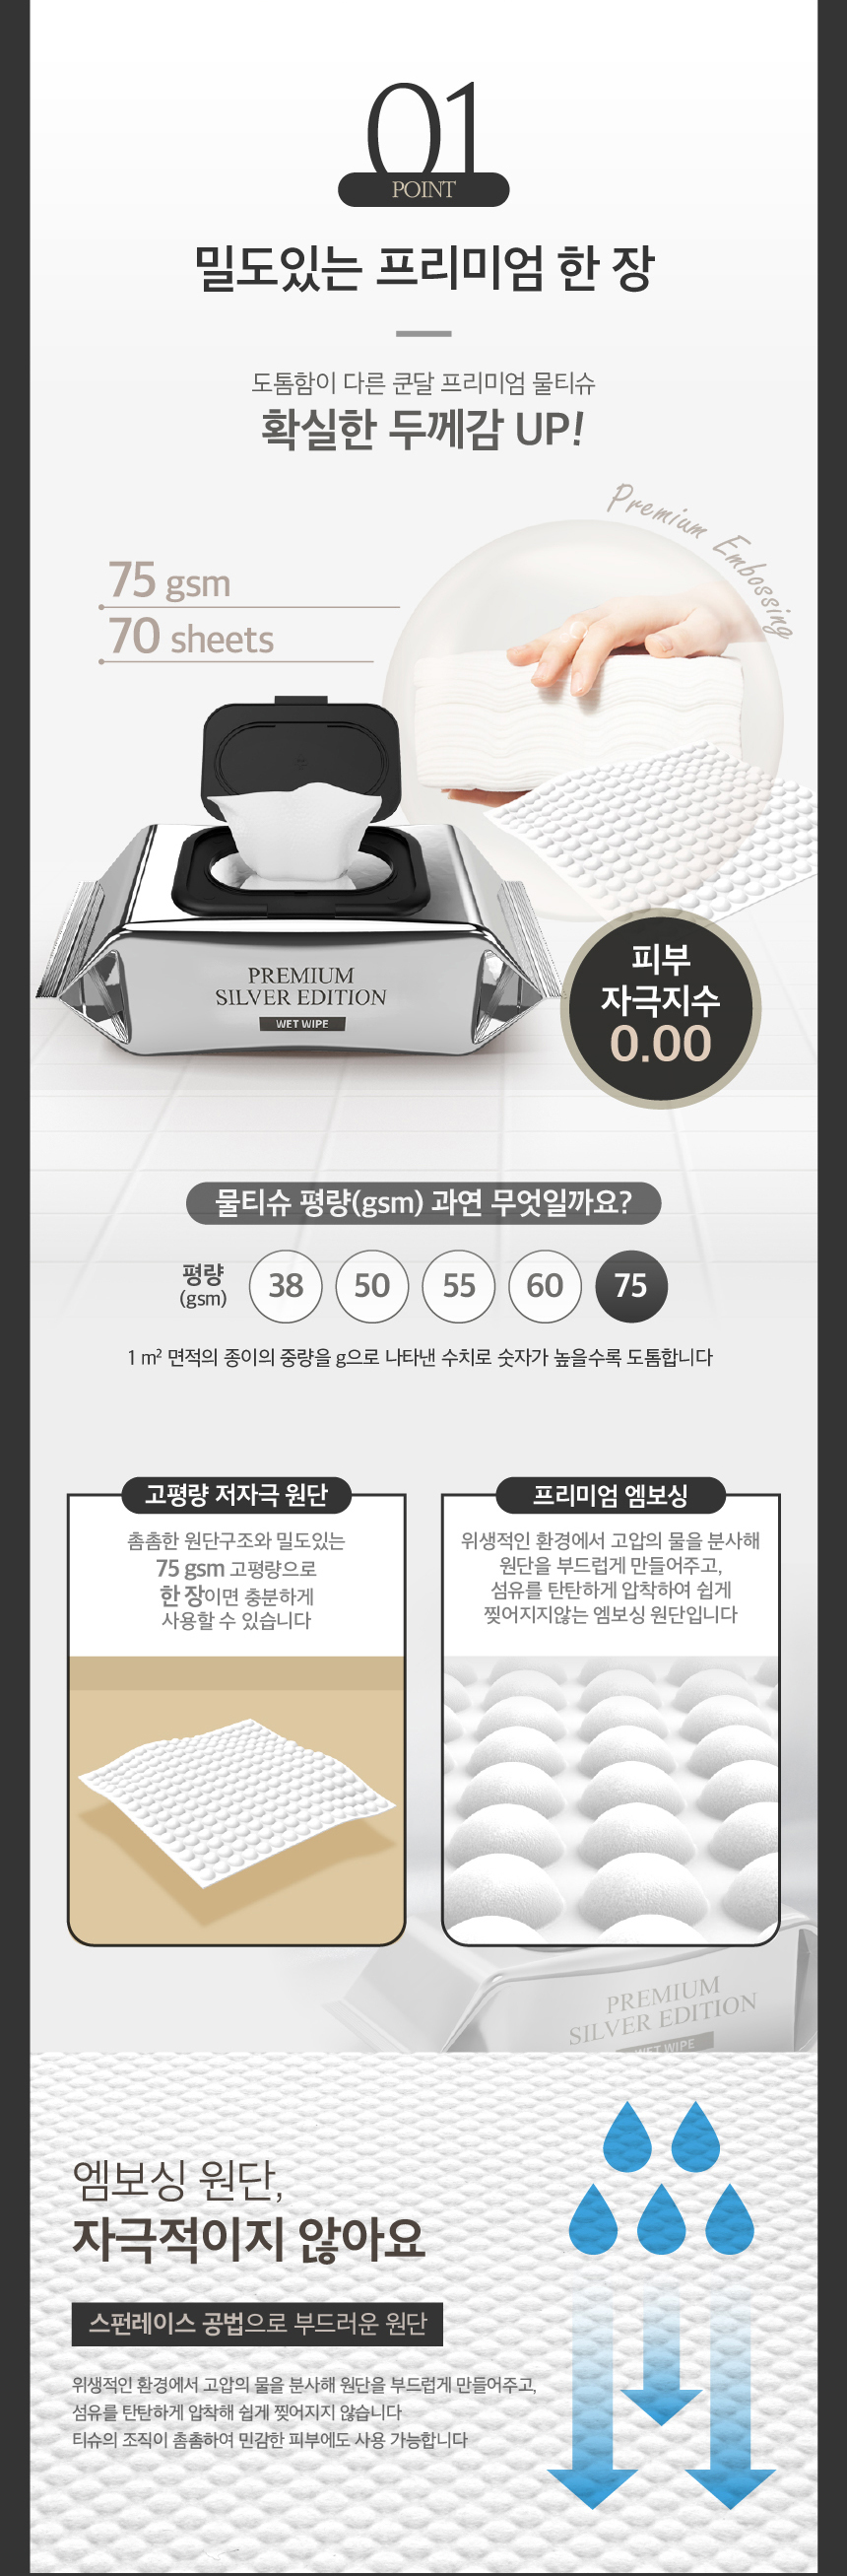 01
POINT
밀도있는 프리미엄 한 장
도톰함이 다른 쿤달 프리미엄 물티슈
확실한 두께감 UP!
Premium Embossing
75 gsm
70 sheets
PREMIUM
SILVER EDITION
WET WIPE
피부
자극지수
0.00
물티슈 평량(gsm) 과연 무엇일까요?
평량
(gsm)
38 50 55 60 75
1 m² 면적의 종이의 중량을 g으로 나타낸 수치로 숫자가 높을수록 도톰합니다
고평량 저자극 원단
촘촘한 원단구조와 밀도있는
75 gsm 고평량으로
한 장이면 충분하게
사용할 수 있습니다
프리미엄 엠보싱
위생적인 환경에서 고압의 물을 분사해
원단을 부드럽게 만들어주고,
섬유를 탄탄하게 압착하여 쉽게
찢어지지않는 엠보싱 원단입니다
PREMIUM
SILVER EDITION
WET WIPE
엠보싱 원단,
자극적이지 않아요
스펀레이스 공법으로 부드러운 원단
위생적인 환경에서 고압의 물을 분사해 원단을 부드럽게 만들어주고,
섬유를 탄탄하게 압착해 쉽게 찢어지지 않습니다
티슈의 조직이 촘촘하여 민감한 피부에도 사용 가능합니다